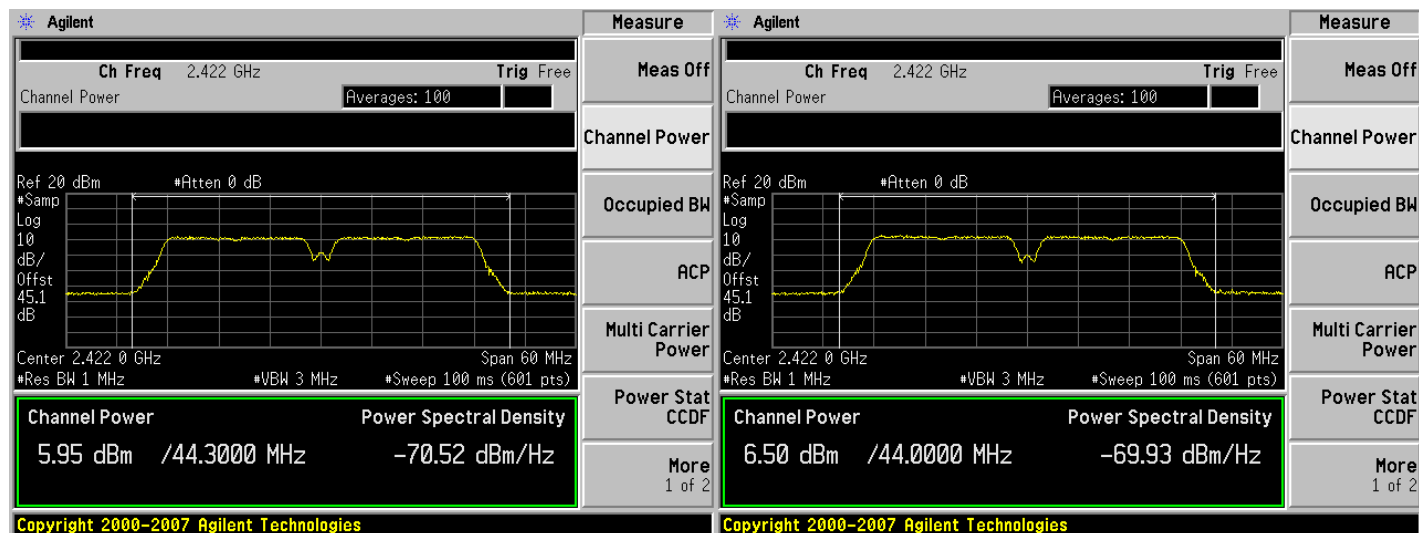 Agilent
Measure
Ch Freq 2.422 GHz
Trig Free
Channel Power
Averages: 100
Ref 20 dBm
#Atten 0 dB
#Samp
Log
10
dB/
Offst
45.1
dB
Center 2.422 0 GHz
Span 60 MHz
#Res BW 1 MHz
#VBW 3 MHz
#Sweep 100 ms (601 pts)
Channel Power
Power Spectral Density
5.95 dBm /44.3000 MHz
-70.52 dBm/Hz
Meas Off
Channel Power
Occupied BW
ACP
Multi Carrier
Power
Power Stat
CCDF
More
1 of 2
Copyright 2000-2007 Agilent Technologies
Agilent
Measure
Ch Freq 2.422 GHz
Trig Free
Channel Power
Averages: 100
Ref 20 dBm
#Atten 0 dB
#Samp
Log
10
dB/
Offst
45.1
dB
Center 2.422 0 GHz
Span 60 MHz
#Res BW 1 MHz
#VBW 3 MHz
#Sweep 100 ms (601 pts)
Channel Power
Power Spectral Density
6.50 dBm /44.0000 MHz
-69.93 dBm/Hz
Meas Off
Channel Power
Occupied BW
ACP
Multi Carrier
Power
Power Stat
CCDF
More
1 of 2
Copyright 2000-2007 Agilent Technologies